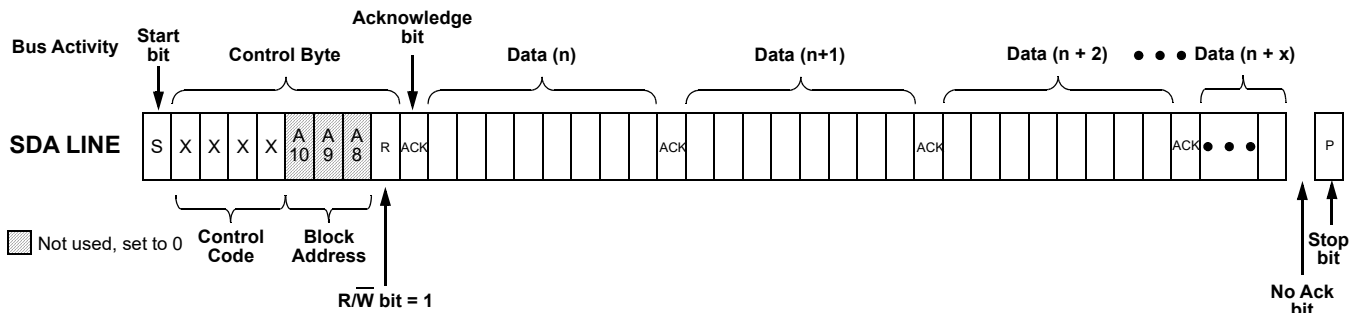 Bus Activity
Start
bit
Control Byte
Acknowledge
bit
Data (n)
Data (n+1)
Data (n + 2)
• • •
Data (n + x)
SDA LINE
S
X
X
X
X
A
10
A
9
A
8
R
ACK
ACK
ACK
ACK
• • •
P
Not used, set to 0
Control
Code
Block
Address
R/W bit = 1
Stop
bit
No Ack
bit